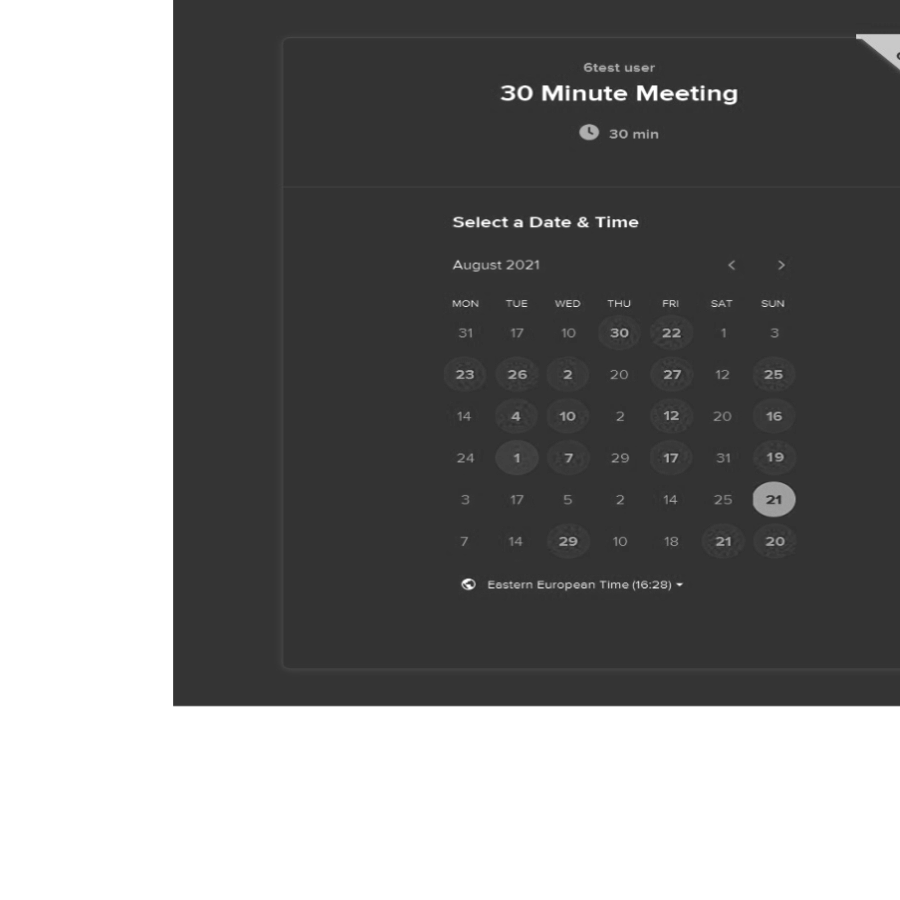 6test user
30 Minute Meeting
30 min
Select a Date & Time
August 2021
MON TUE WED THU FRI SAT SUN
31 17 10 30 22 1 3
23 26 2 20 27 12 25
14 4 10 2 12 20 16
24 1 7 29 17 31 19
3 17 5 2 14 25 21
7 14 29 10 18 21 20
Eastern European Time (16:28)